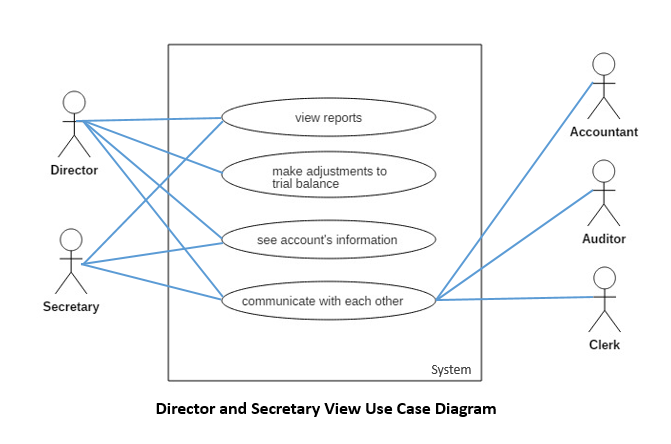 view reports
Director
make adjustments to
trial balance
see account's information
Secretary
communicate with each other
Accountant
Auditor
Clerk
System
Director and Secretary View Use Case Diagram